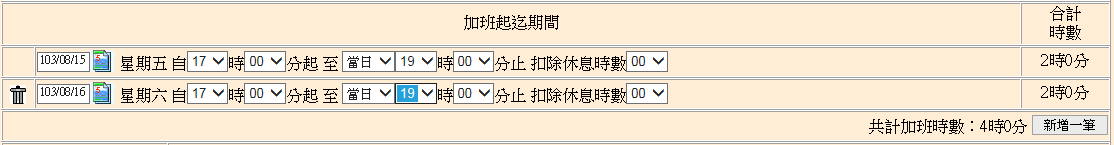 加班起迄期間 合計
時數
103/08/15 星期五 自 17 時 00 分起 至 當日 19 時 00 分止 扣除休息時數 00 2時0分
103/08/16 星期六 自 17 時 00 分起 至 當日 19 時 00 分止 扣除休息時數 00 2時0分
共計加班時數：4時0分 新增一筆